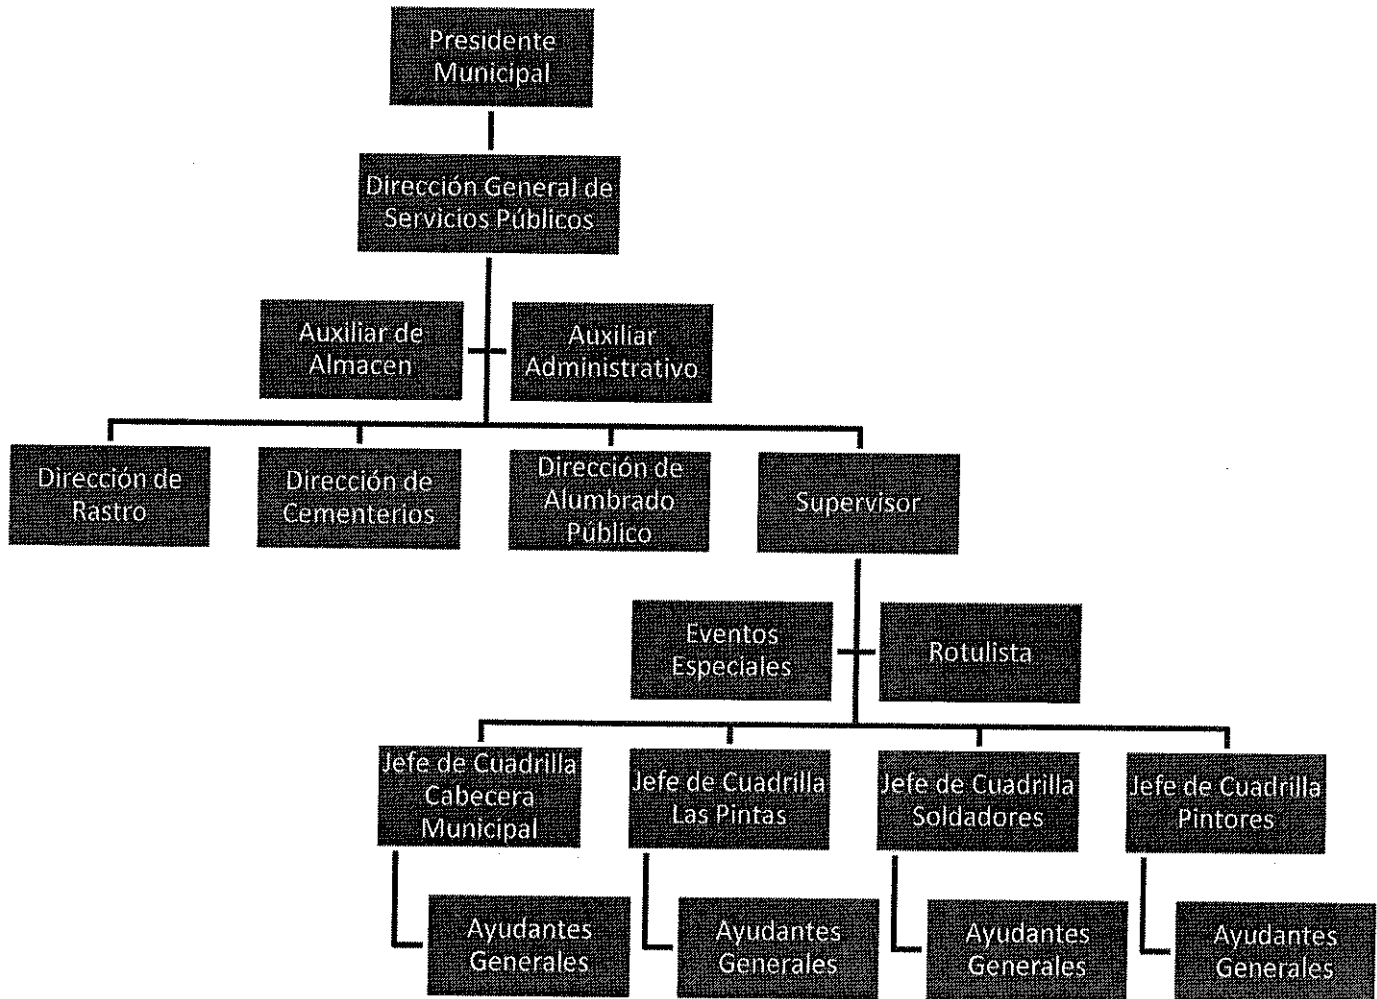 Presidente
Municipal
Dirección General de
Servicios Públicos
Auxiliar de
Almacen
Auxiliar
Administrativo
Dirección de
Rastro
Dirección de
Cementerios
Dirección de
Alumbrado
Público
Supervisor
Eventos
Especiales
Rotulista
Jefe de Cuadrilla
Cabecera
Municipal
Jefe de Cuadrilla
Las Pintas
Jefe de Cuadrilla
Soldadores
Jefe de Cuadrilla
Pintores
Ayudantes
Generales
Ayudantes
Generales
Ayudantes
Generales
Ayudantes
Generales